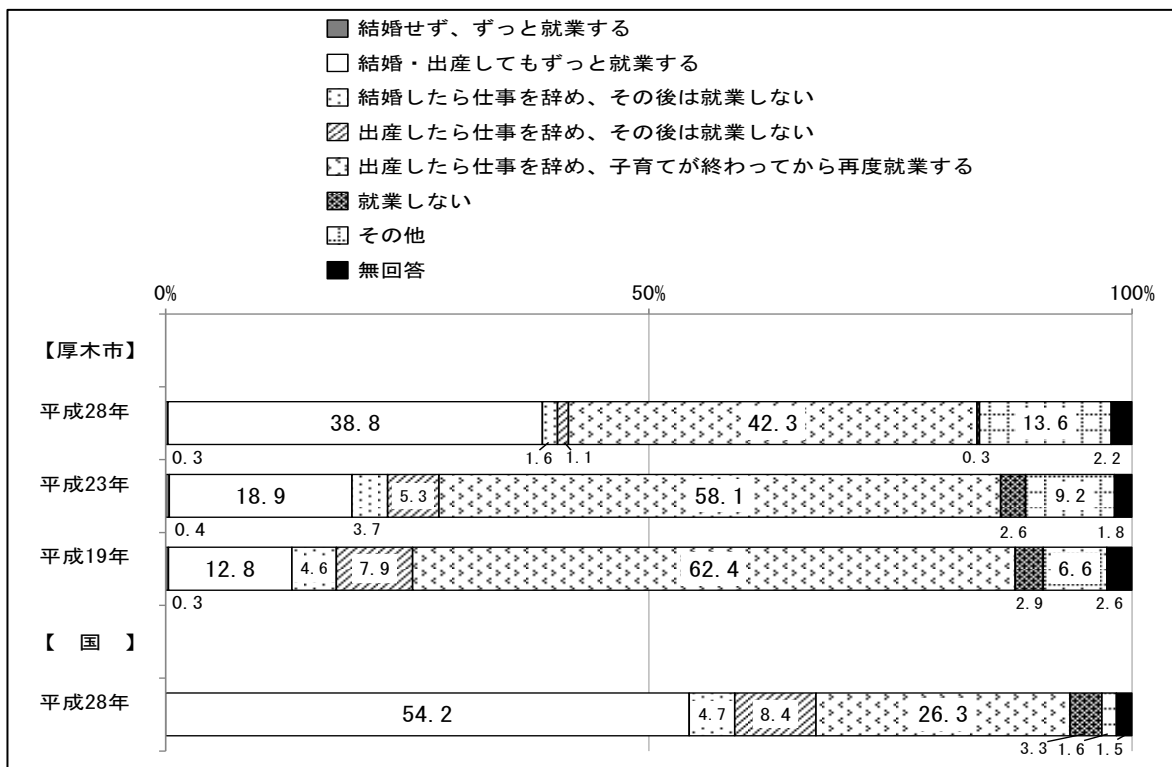 結婚せず、ずっと就業する
結婚・出産してもずっと就業する
結婚したら仕事を辞め、その後は就業しない
出産したら仕事を辞め、その後は就業しない
出産したら仕事を辞め、子育てが終わってから再度就業する
就業しない
その他
無回答
0% 50% 100%
【厚木市】
平成28年 38.8 42.3 13.6
0.3 1.6 1.1 0.3 2.2
平成23年 18.9 5.3 58.1 9.2
0.4 3.7 2.6 1.8
平成19年 12.8 4.6 7.9 62.4 6.6
0.3 2.9 2.6
【 国 】
平成28年 54.2 4.7 8.4 26.3
3.3 1.6 1.5